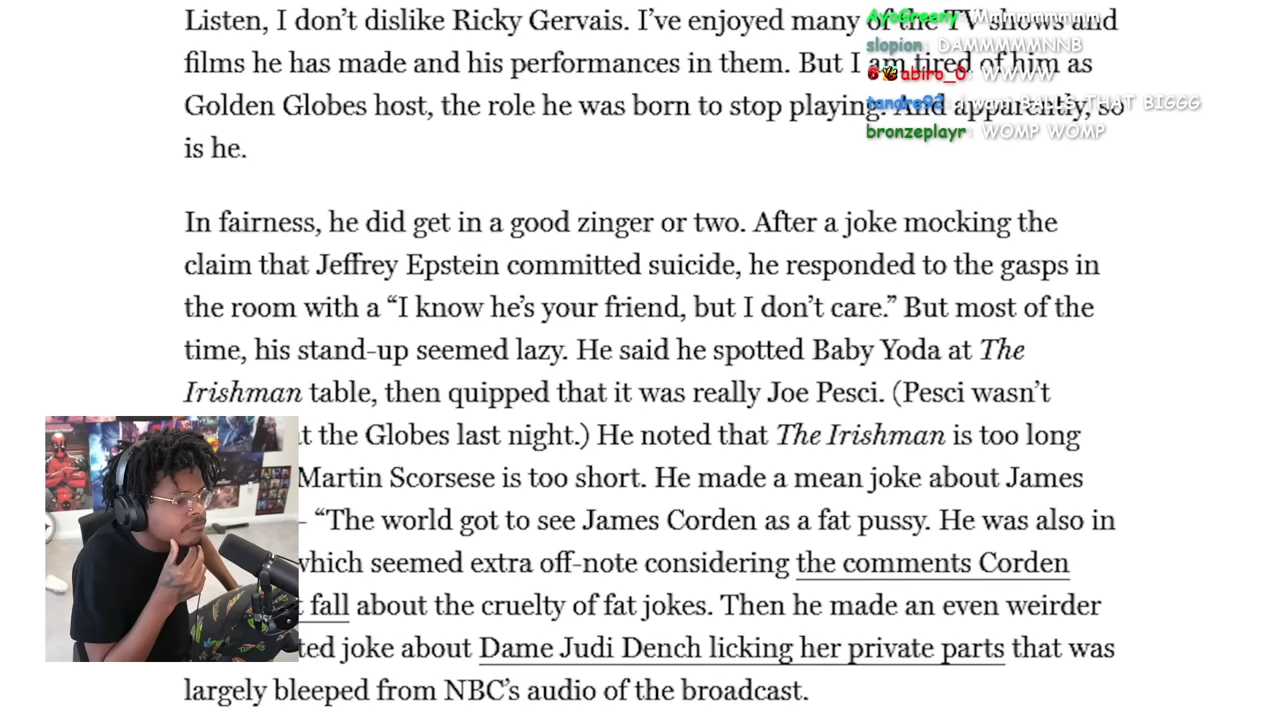 Listen, I don’t dislike Ricky Gervais. I’ve enjoyed many of the TV shows and
films he has made and his performances in them. But I am tired of him as
Golden Globes host, the role he was born to stop playing. And apparently, so
is he.
AyoGreeny
slopion: DAMMMMMNNB
abiro_0: WWWW
tandre92: I want BALLS THAT BIGGG
bronzeplayr: WOMP WOMP
In fairness, he did get in a good zinger or two. After a joke mocking the
claim that Jeffrey Epstein committed suicide, he responded to the gasps in
the room with a “I know he’s your friend, but I don’t care.” But most of the
time, his stand-up seemed lazy. He said he spotted Baby Yoda at The
Irishman table, then quipped that it was really Joe Pesci. (Pesci wasn’t
t the Globes last night.) He noted that The Irishman is too long
Martin Scorsese is too short. He made a mean joke about James
– “The world got to see James Corden as a fat pussy. He was also in
which seemed extra off-note considering the comments Corden
fall about the cruelty of fat jokes. Then he made an even weirder
ted joke about Dame Judi Dench licking her private parts that was
largely bleeped from NBC’s audio of the broadcast.